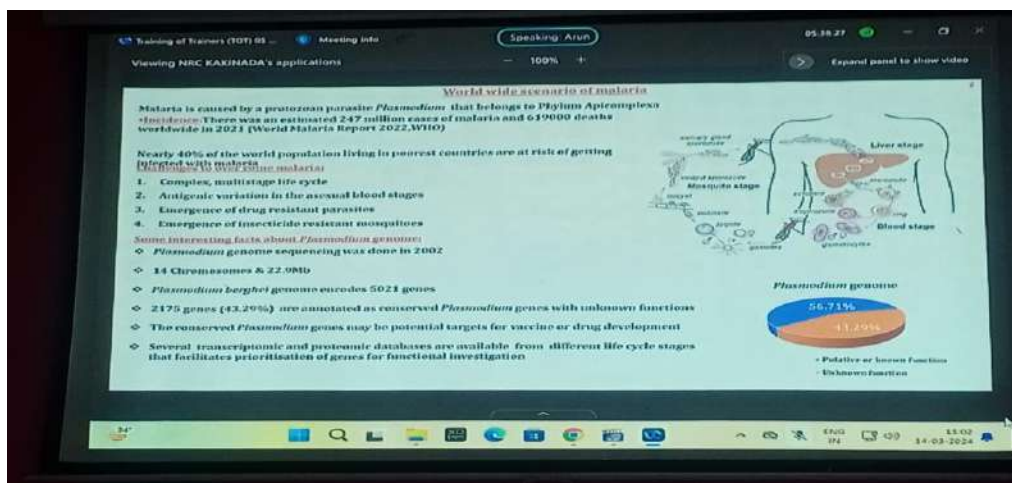 Training of Trainers (TOT) 05 ...
Meeting info
Speaking: Arun
05:36:27
Viewing NRC KAKINADA's applications
100%
Expand panel to show video
World wide scenario of malaria
Malaria is caused by a protozoan parasite Plasmodium that belongs to Phylum Apicomplexa
•Incidence:There was an estimated 247 million cases of malaria and 619000 deaths
worldwide in 2021 (World Malaria Report 2022,WHO)
Nearly 40% of the world population living in poorest countries are at risk of getting
infected with malaria
Challenges to over come malaria:
1. Complex, multistage life cycle
2. Antigenic variation in the asexual blood stages
3. Emergence of drug resistant parasites
4. Emergence of insecticide resistant mosquitoes
Some interesting facts about Plasmodium genome:
Plasmodium genome sequencing was done in 2002
14 Chromosomes & 22.9Mb
Plasmodium berghei genome encodes 5021 genes
2175 genes (43.29%) are annotated as conserved Plasmodium genes with unknown functions
The conserved Plasmodium genes may be potential targets for vaccine or drug development
Several transcriptomic and proteomic databases are available from different life cycle stages
that facilitates prioritisation of genes for functional investigation
Liver stage
Mosquito stage
Blood stage
Plasmodium genome
56.71%
43.29%
- Putative or known function
- Unknown function
ENG
IN
15:02
14-03-2024